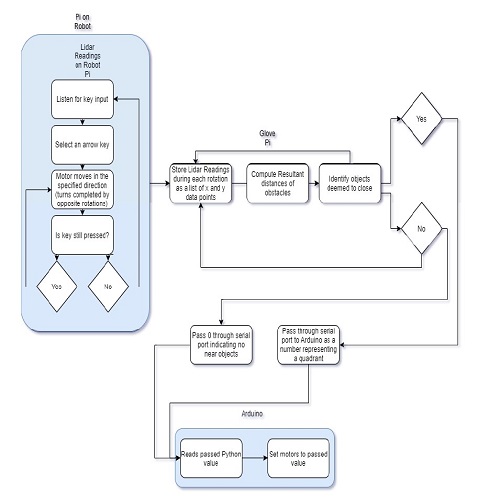 Pi on
Robot
Lidar
Readings
on Robot
Pi
Listen for key input
Select an arrow key
Motor moves in the
specified direction
(turns completed by
opposite rotations)
Is key still pressed?
Yes
No
Glove
Pi
Store Lidar Readings
during each rotation
as a list of x and y
data points
Compute Resultant
distances of
obstacles
Identify objects
deemed to close
Yes
No
Pass 0 through serial
port indicating no
near objects
Pass through serial
port to Arduino as a
number representing
a quadrant
Arduino
Reads passed Python
value
Set motors to passed
value